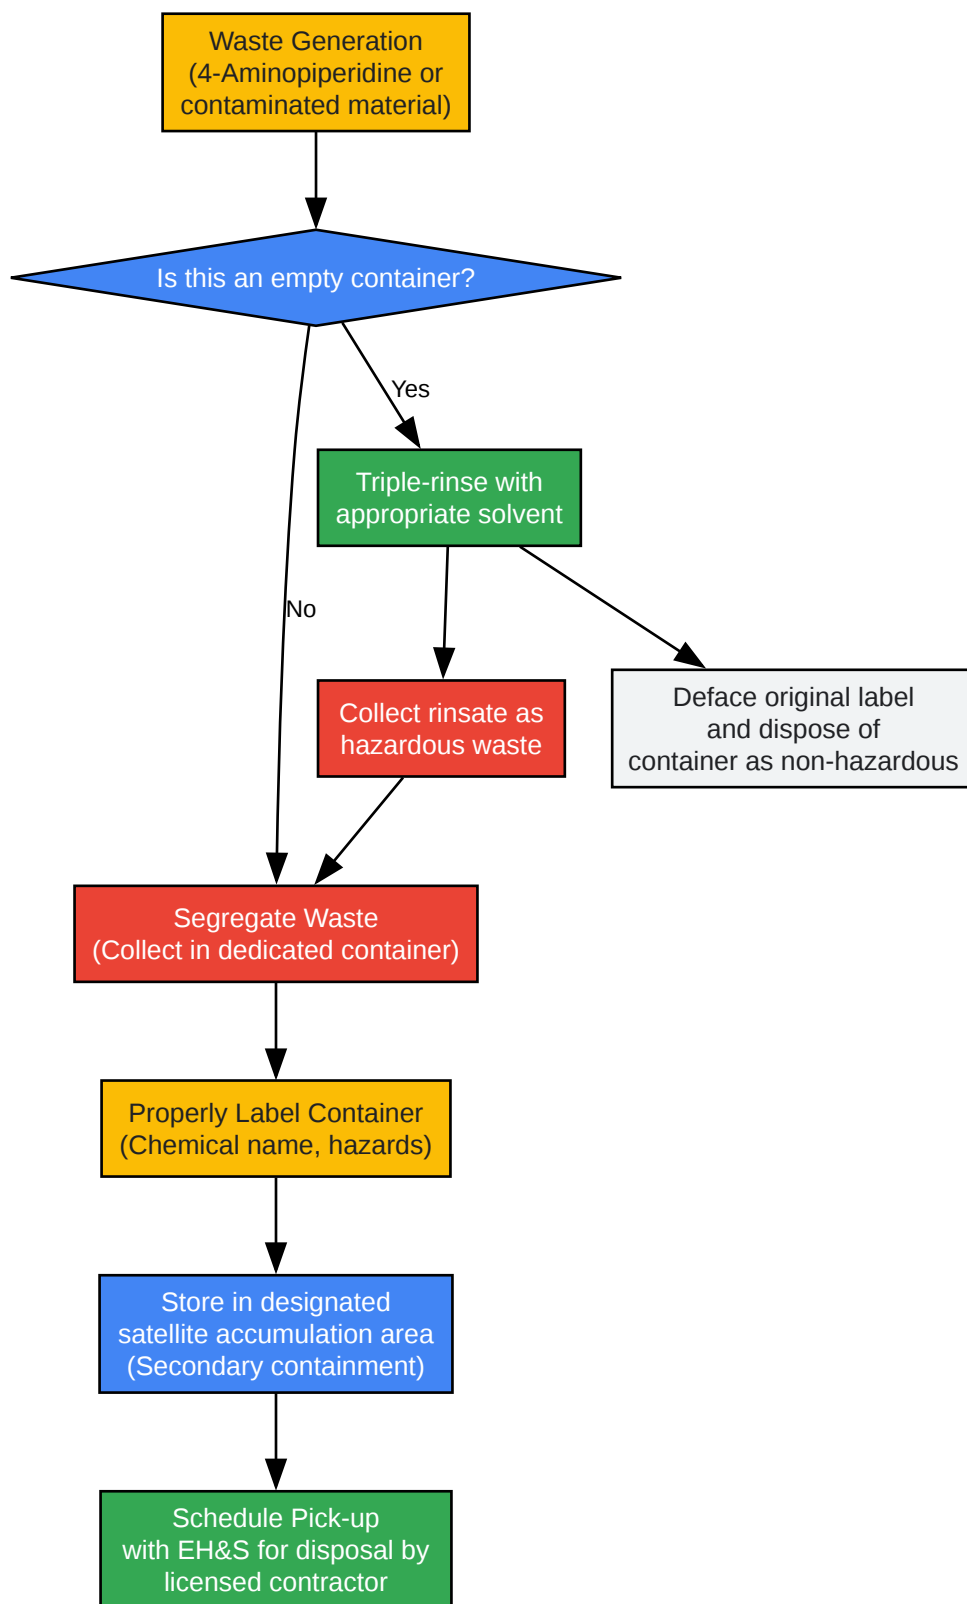 Waste Generation
(4-Aminopiperidine or
contaminated material)
Is this an empty container?
Yes
Triple-rinse with
appropriate solvent
No
Collect rinsate as
hazardous waste
Deface original label
and dispose of
container as non-hazardous
Segregate Waste
(Collect in dedicated container)
Properly Label Container
(Chemical name, hazards)
Store in designated
satellite accumulation area
(Secondary containment)
Schedule Pick-up
with EH&S for disposal by
licensed contractor